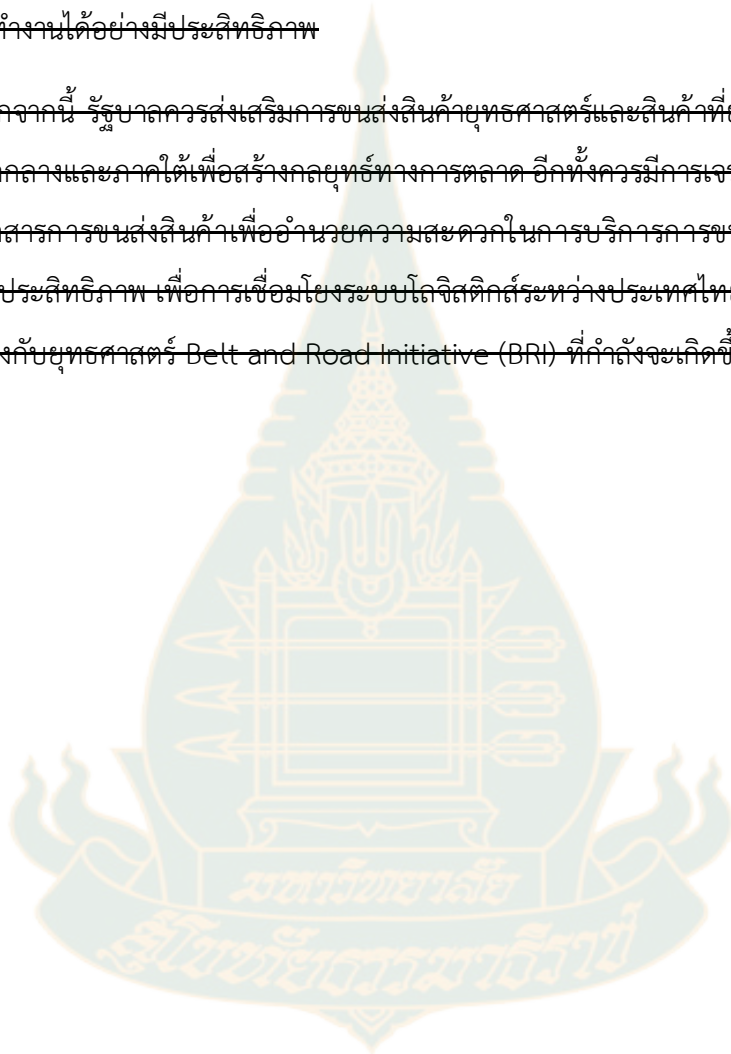 ทำงานได้อย่างมีประสิทธิภาพ
กจากนี้ รัฐบาลควรส่งเสริมการขนส่งสินค้ายุทธศาสตร์และสินค้าที่
กลางและภาคใต้เพื่อสร้างกลยุทธ์ทางการตลาด อีกทั้งควรมีการเจร
สารการขนส่งสินค้าเพื่ออำนวยความสะดวกในการบริการการขน
ประสิทธิภาพ เพื่อการเชื่อมโยงระบบโลจิสติกส์ระหว่างประเทศไทย
งกับยุทธศาสตร์ Belt and Road Initiative (BRI) ที่กำลังจะเกิดขึ้
มหาวิทยาลัย
สุโขทัยธรรมาธิราช